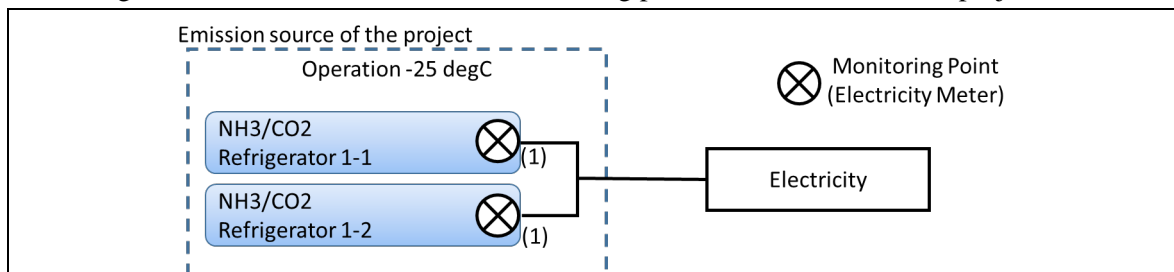 Emission source of the project
Operation -25 degC
Monitoring Point
(Electricity Meter)
NH3/CO2
Refrigerator 1-1
(1)
Electricity
NH3/CO2
Refrigerator 1-2
(1)